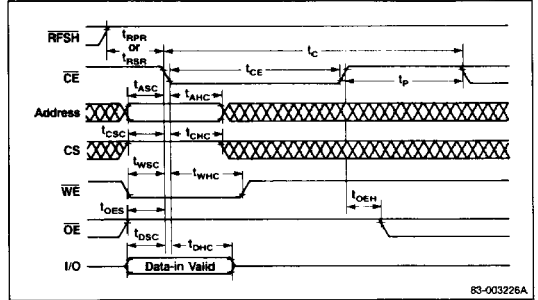 RFSH
tRPR
or
tRSR
tC
CE
tCE
tP
tASC
tAHC
Address
tCSC
tCHC
CS
tWSC
tWHC
WE
tOES
tOEH
OE
tDSC
tDHC
I/O
Data-in Valid
83-003226A